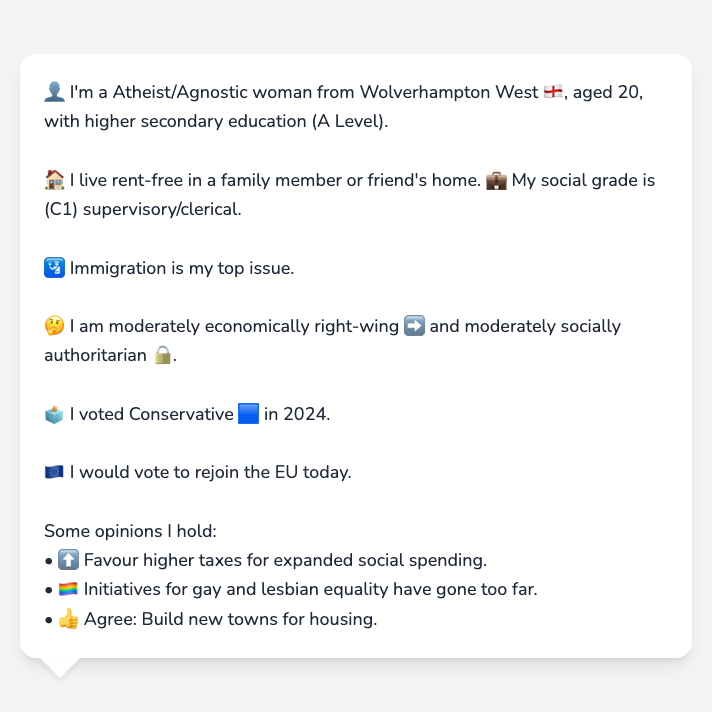 👤 I'm a Atheist/Agnostic woman from Wolverhampton West 🏴󠁧󠁢󠁥󠁮󠁧󠁿, aged 20,
with higher secondary education (A Level).
🏠 I live rent-free in a family member or friend's home. 💼 My social grade is
(C1) supervisory/clerical.
🛂 Immigration is my top issue.
🤔 I am moderately economically right-wing ➡️ and moderately socially
authoritarian 🔒.
🗳️ I voted Conservative 🟦 in 2024.
🇪🇺 I would vote to rejoin the EU today.
Some opinions I hold:
• ⬆️ Favour higher taxes for expanded social spending.
• 🏳️‍🌈 Initiatives for gay and lesbian equality have gone too far.
• 👍 Agree: Build new towns for housing.